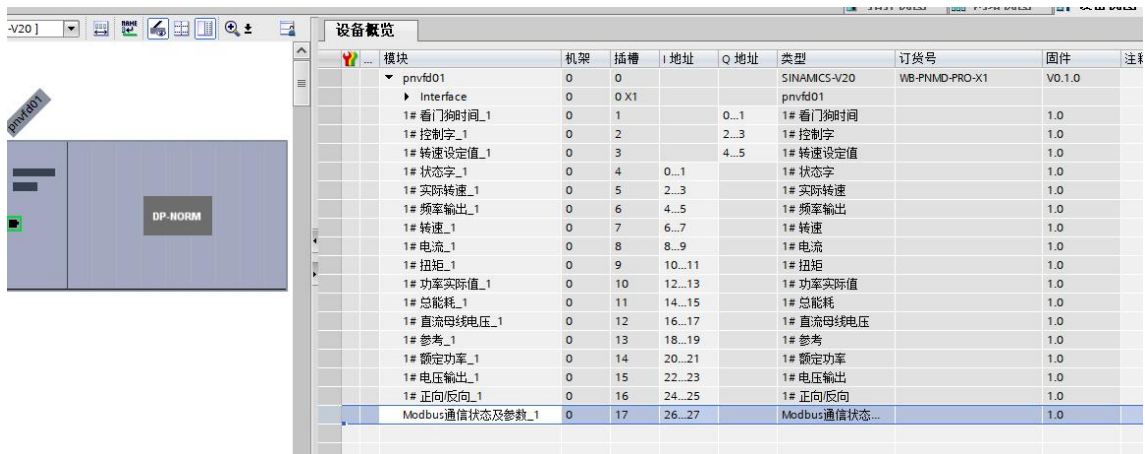 -V20 ]
设备概览
... 模块 机架 插槽 I 地址 Q 地址 类型 订货号 固件 注释
pnvfd01 0 0 SINAMICS-V20 WB-PNMD-PRO-X1 V0.1.0
Interface 0 0 X1 pnvfd01
1# 看门狗时间_1 0 1 0...1 1# 看门狗时间 1.0
1# 控制字_1 0 2 2...3 1# 控制字 1.0
1# 转速设定值_1 0 3 4...5 1# 转速设定值 1.0
1# 状态字_1 0 4 0...1 1# 状态字 1.0
1# 实际转速_1 0 5 2...3 1# 实际转速 1.0
1# 频率输出_1 0 6 4...5 1# 频率输出 1.0
1# 转速_1 0 7 6...7 1# 转速 1.0
1# 电流_1 0 8 8...9 1# 电流 1.0
1# 扭矩_1 0 9 10...11 1# 扭矩 1.0
1# 功率实际值_1 0 10 12...13 1# 功率实际值 1.0
1# 总能耗_1 0 11 14...15 1# 总能耗 1.0
1# 直流母线电压_1 0 12 16...17 1# 直流母线电压 1.0
1# 参考_1 0 13 18...19 1# 参考 1.0
1# 额定功率_1 0 14 20...21 1# 额定功率 1.0
1# 电压输出_1 0 15 22...23 1# 电压输出 1.0
1# 正向/反向_1 0 16 24...25 1# 正向/反向 1.0
Modbus通信状态及参数_1 0 17 26...27 Modbus通信状态... 1.0
pnvfd01
DP-NORM